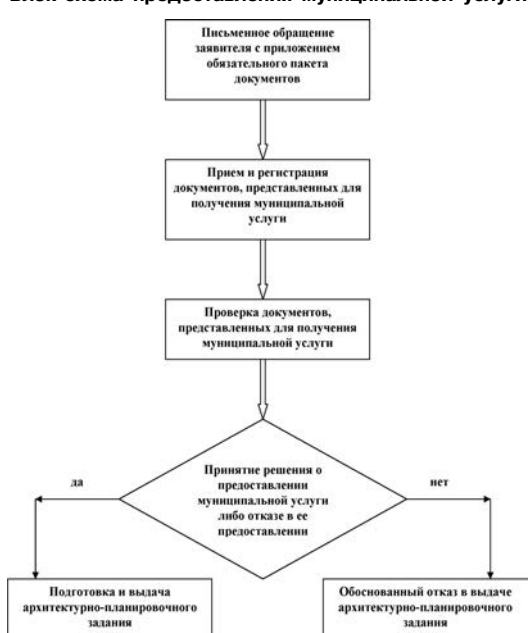 Блок-схема предоставления муниципальной услуги
Письменное обращение
заявителя с приложением
обязательного пакета
документов
Прием и регистрация
документов, представленных для
получения муниципальной
услуги
Проверка документов,
представленных для получения
муниципальной услуги
Принятие решения о
предоставлении
муниципальной услуги
либо отказе в ее
предоставлении
да
нет
Подготовка и выдача
архитектурно-планировочного
задания
Обоснованный отказ в выдаче
архитектурно-планировочного
задания